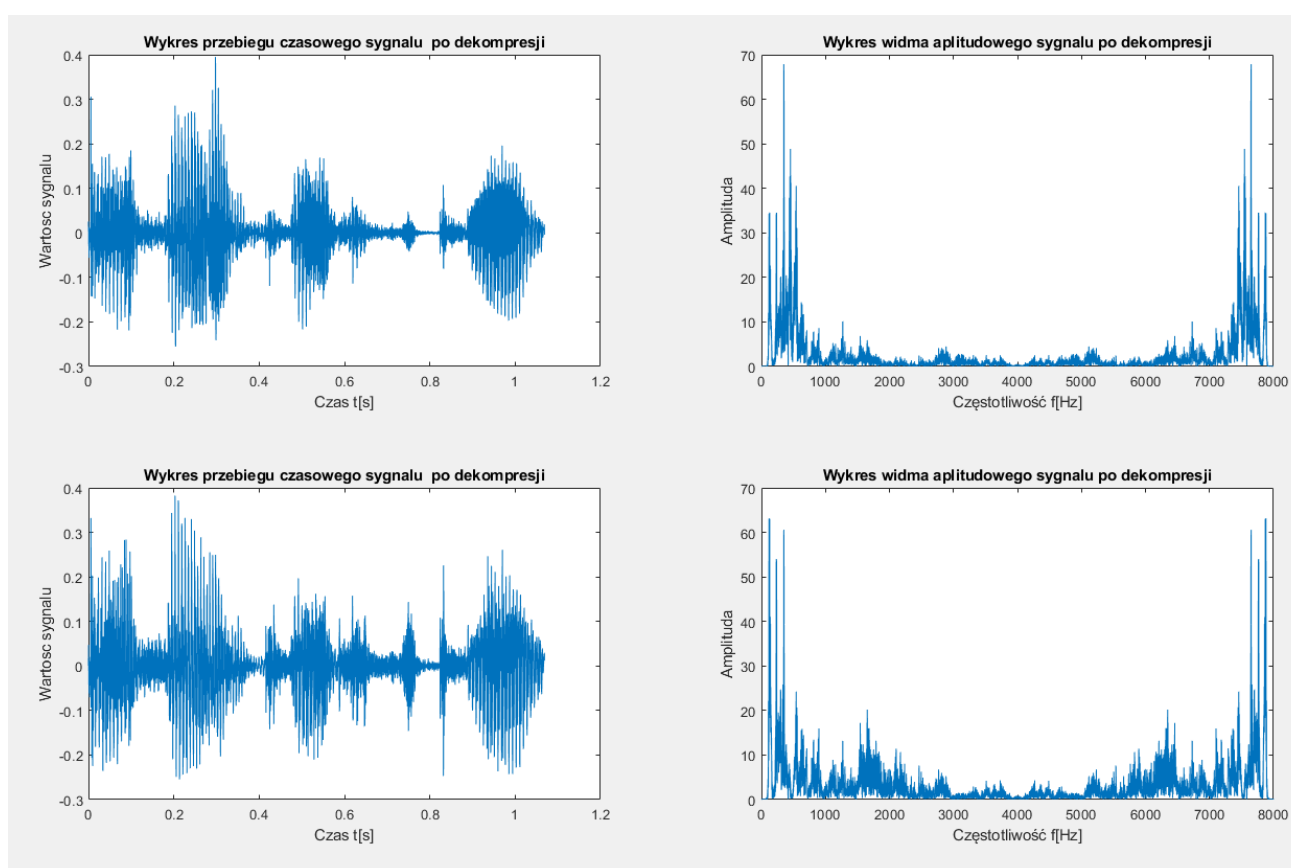 Wykres przebiegu czasowego sygnalu po dekompresji
0.4
0.3
0.2
0.1
0
-0.1
-0.2
-0.3
0 0.2 0.4 0.6 0.8 1 1.2
Wartosc sygnalu
Czas t[s]
Wykres widma aplitudowego sygnalu po dekompresji
70
60
50
40
30
20
10
0
0 1000 2000 3000 4000 5000 6000 7000 8000
Amplituda
Częstotliwość f[Hz]
Wykres przebiegu czasowego sygnalu po dekompresji
0.4
0.3
0.2
0.1
0
-0.1
-0.2
-0.3
0 0.2 0.4 0.6 0.8 1 1.2
Wartosc sygnalu
Czas t[s]
Wykres widma aplitudowego sygnalu po dekompresji
70
60
50
40
30
20
10
0
0 1000 2000 3000 4000 5000 6000 7000 8000
Amplituda
Częstotliwość f[Hz]